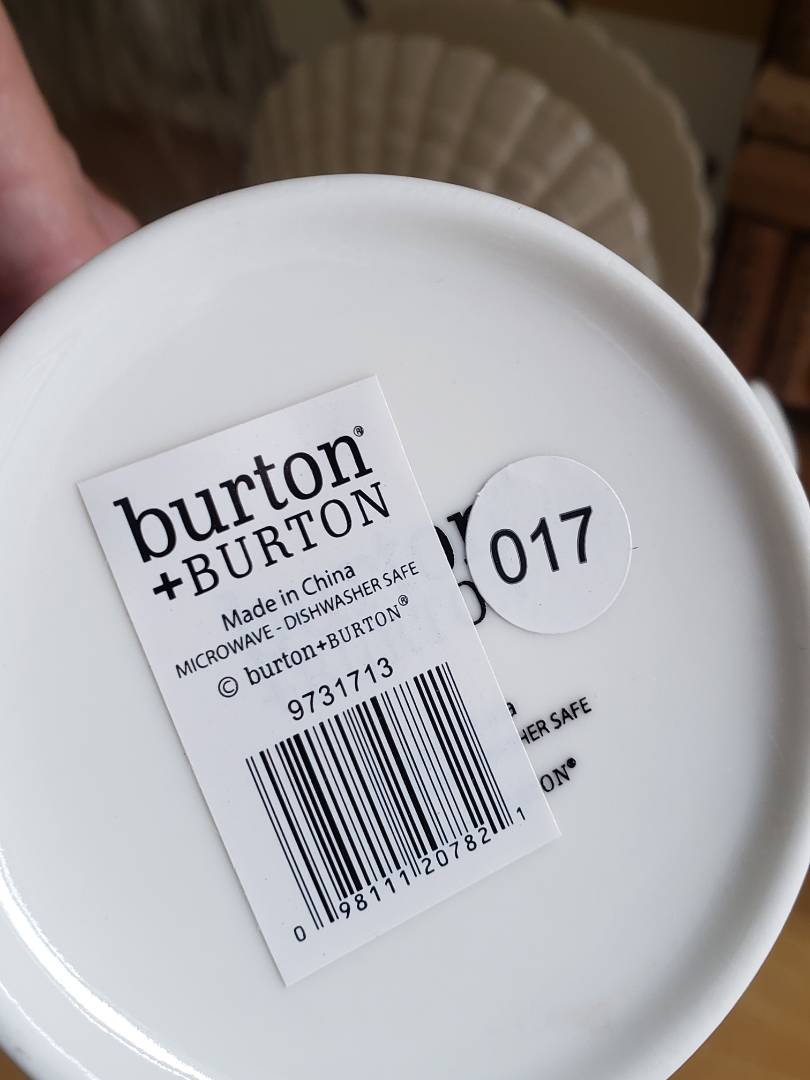 burton®
+BURTON
Made in China
MICROWAVE - DISHWASHER SAFE
© burton+BURTON®
9731713
0 98111 20782 1
017
HER SAFE
ON®